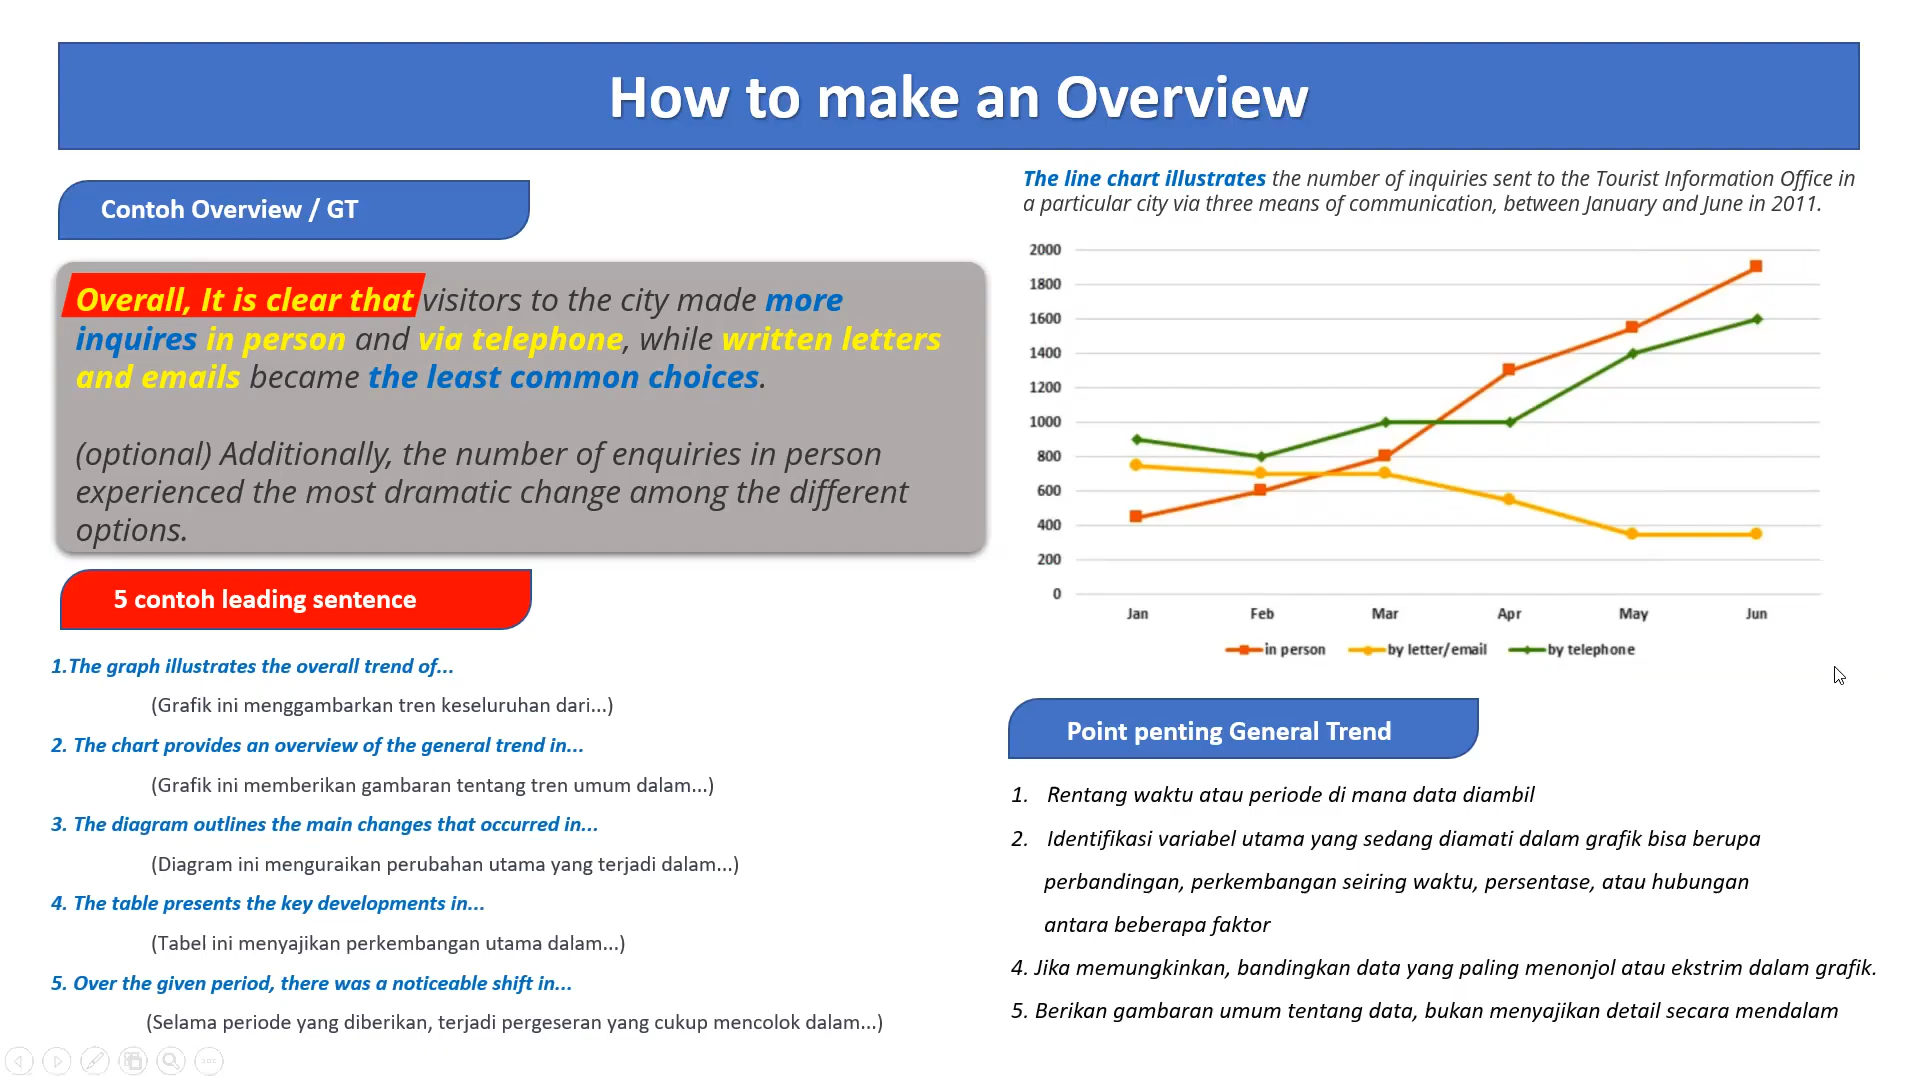 How to make an Overview
Contoh Overview / GT
Overall, It is clear that visitors to the city made more
inquires in person and via telephone, while written letters
and emails became the least common choices.
(optional) Additionally, the number of enquiries in person
experienced the most dramatic change among the different
options.
5 contoh leading sentence
1.The graph illustrates the overall trend of...
(Grafik ini menggambarkan tren keseluruhan dari...)
2. The chart provides an overview of the general trend in...
(Grafik ini memberikan gambaran tentang tren umum dalam...)
3. The diagram outlines the main changes that occurred in...
(Diagram ini menguraikan perubahan utama yang terjadi dalam...)
4. The table presents the key developments in...
(Tabel ini menyajikan perkembangan utama dalam...)
5. Over the given period, there was a noticeable shift in...
(Selama periode yang diberikan, terjadi pergeseran yang cukup mencolok dalam...)
The line chart illustrates the number of inquiries sent to the Tourist Information Office in
a particular city via three means of communication, between January and June in 2011.
2000
1800
1600
1400
1200
1000
800
600
400
200
0
Jan Feb Mar Apr May Jun
in person by letter/email by telephone
Point penting General Trend
1. Rentang waktu atau periode di mana data diambil
2. Identifikasi variabel utama yang sedang diamati dalam grafik bisa berupa
perbandingan, perkembangan seiring waktu, persentase, atau hubungan
antara beberapa faktor
4. Jika memungkinkan, bandingkan data yang paling menonjol atau ekstrim dalam grafik.
5. Berikan gambaran umum tentang data, bukan menyajikan detail secara mendalam